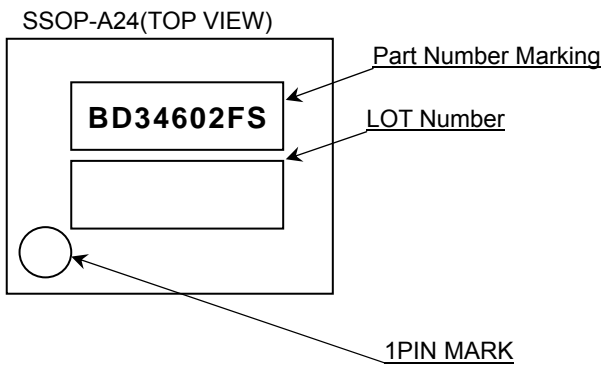 SSOP-A24(TOP VIEW)
Part Number Marking
BD34602FS
LOT Number
1PIN MARK